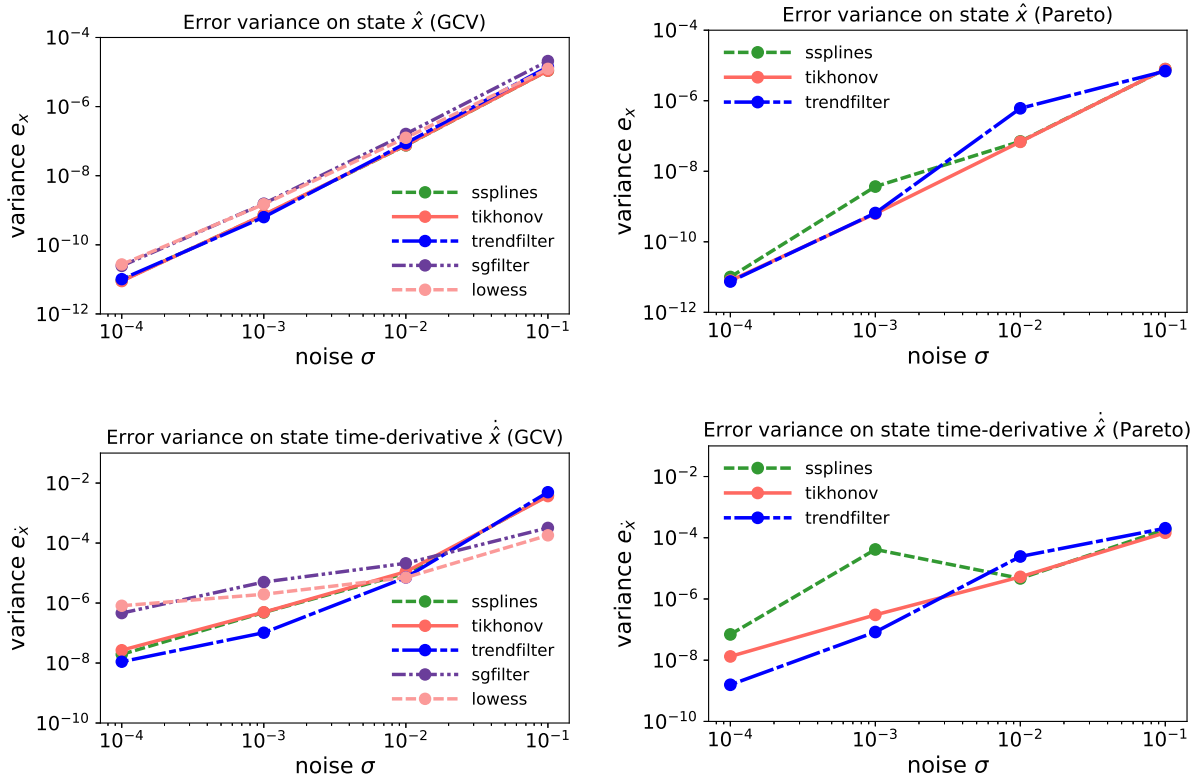 Error variance on state x̂ (GCV)
10⁻⁴
10⁻⁶
10⁻⁸
10⁻¹⁰
10⁻¹²
variance eₓ
ssplines
tikhonov
trendfilter
sgfilter
lowess
10⁻⁴ 10⁻³ 10⁻² 10⁻¹
noise σ
Error variance on state x̂ (Pareto)
10⁻⁴
10⁻⁶
10⁻⁸
10⁻¹⁰
10⁻¹²
variance eₓ
ssplines
tikhonov
trendfilter
10⁻⁴ 10⁻³ 10⁻² 10⁻¹
noise σ
Error variance on state time-derivative x̂̇ (GCV)
10⁻²
10⁻⁴
10⁻⁶
10⁻⁸
10⁻¹⁰
variance eₓ̇
ssplines
tikhonov
trendfilter
sgfilter
lowess
10⁻⁴ 10⁻³ 10⁻² 10⁻¹
noise σ
Error variance on state time-derivative x̂̇ (Pareto)
10⁻²
10⁻⁴
10⁻⁶
10⁻⁸
10⁻¹⁰
variance eₓ̇
ssplines
tikhonov
trendfilter
10⁻⁴ 10⁻³ 10⁻² 10⁻¹
noise σ